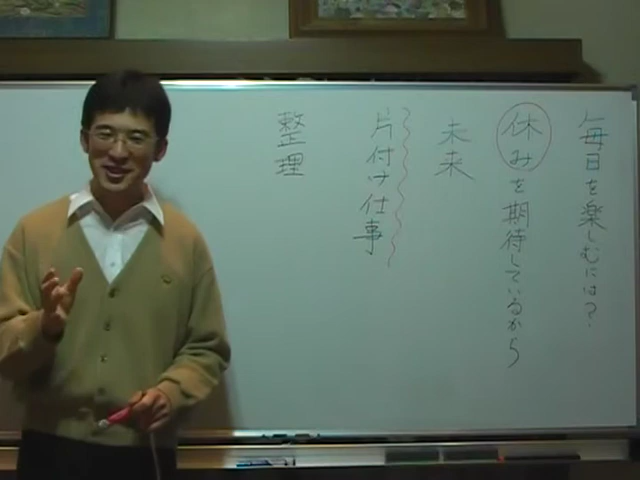 毎日を楽しむには?
休みを期待しているから
未来
片付け仕事
整理